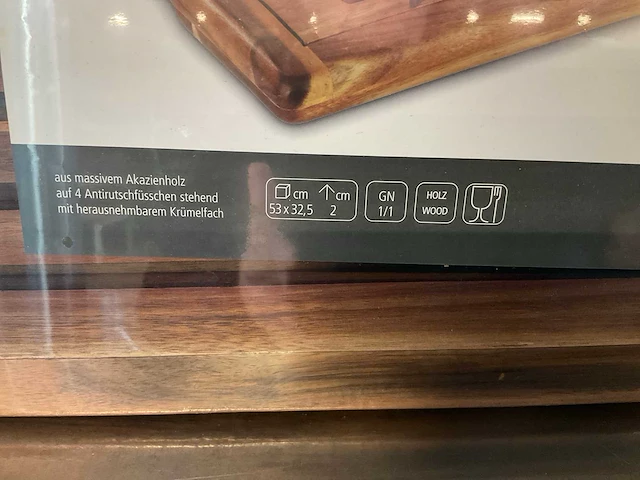 aus massivem Akazienholz
auf 4 Antirutschfüsschen stehend
mit herausnehmbarem Krümelfach
cm
53 x 32,5
cm
2
GN
1/1
HOLZ
WOOD